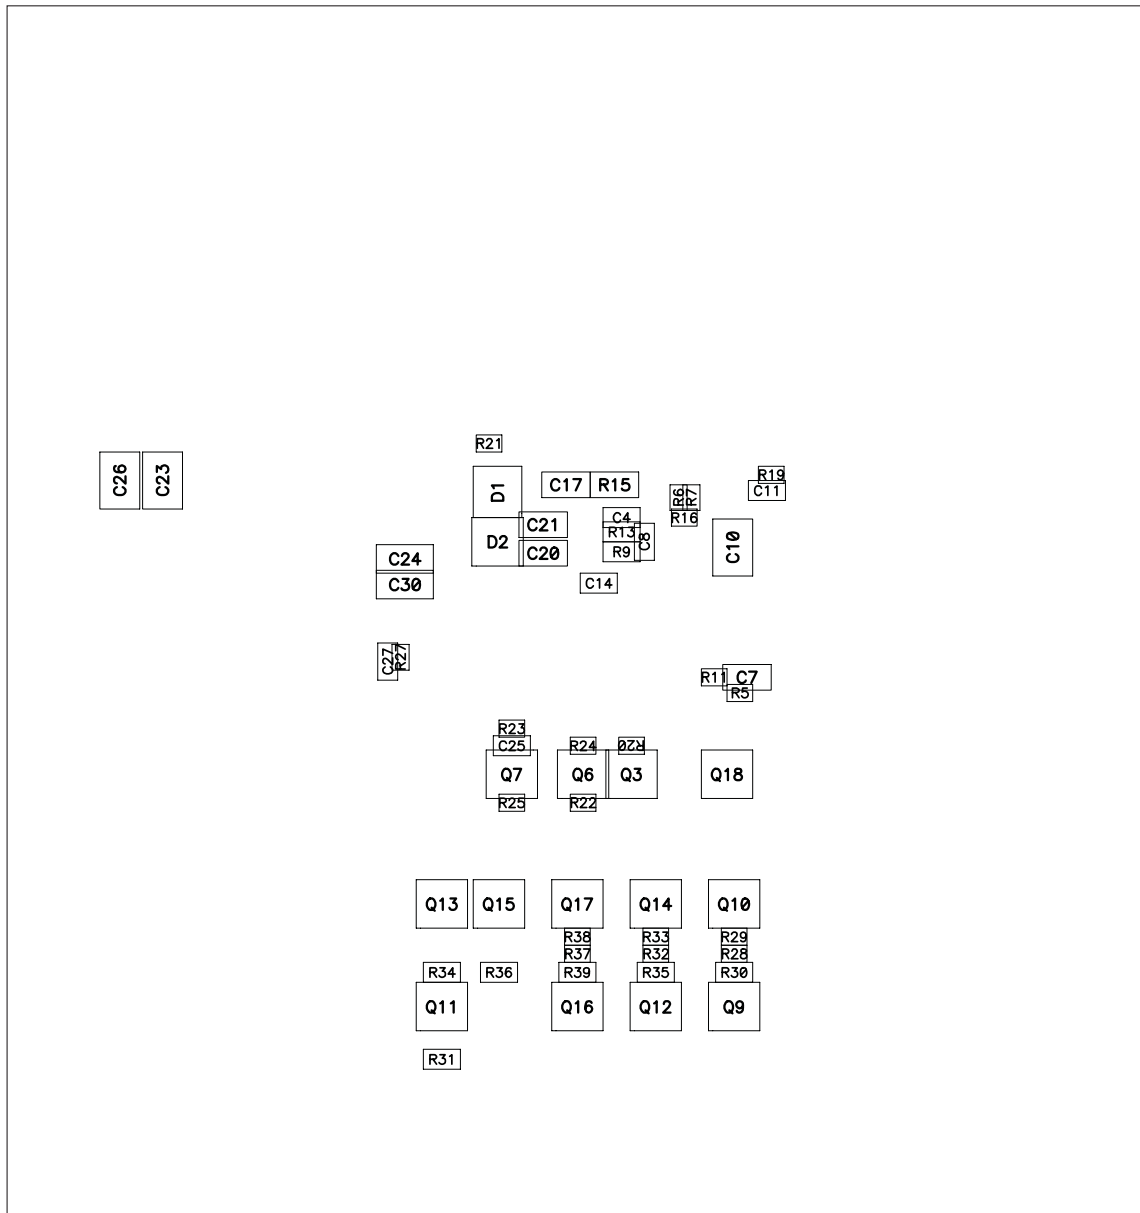 R21
C26 C23 D1 C17 R15 R6 R7 R19
C11
C4 R16
D2 C21 R13 C8 C10
C24 C20 R9
C30 C14
C27 R27
R11 C7
R5
R23
C25 R24 R20
Q7 Q6 Q3 Q18
R25 R22
Q13 Q15 Q17 Q14 Q10
R38 R33 R29
R37 R32 R28
R34 R36 R39 R35 R30
Q11 Q16 Q12 Q9
R31